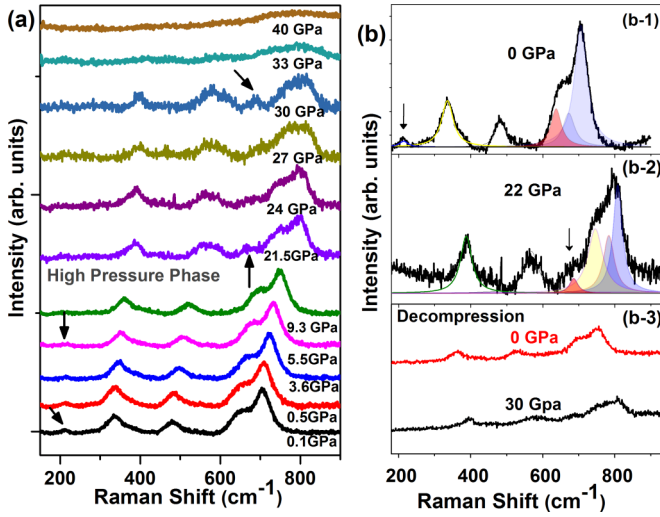 (a)
40 GPa
33 GPa
30 GPa
27 GPa
24 GPa
21.5GPa
High Pressure Phase
9.3 GPa
5.5GPa
3.6GPa
0.5GPa
0.1GPa
Intensity (arb. units)
200 400 600 800
Raman Shift (cm-1)
(b)
(b-1)
0 GPa
(b-2)
22 GPa
(b-3)
Decompression
0 GPa
30 Gpa
Intensity (arb. units)
200 400 600 800
Raman Shift (cm-1)